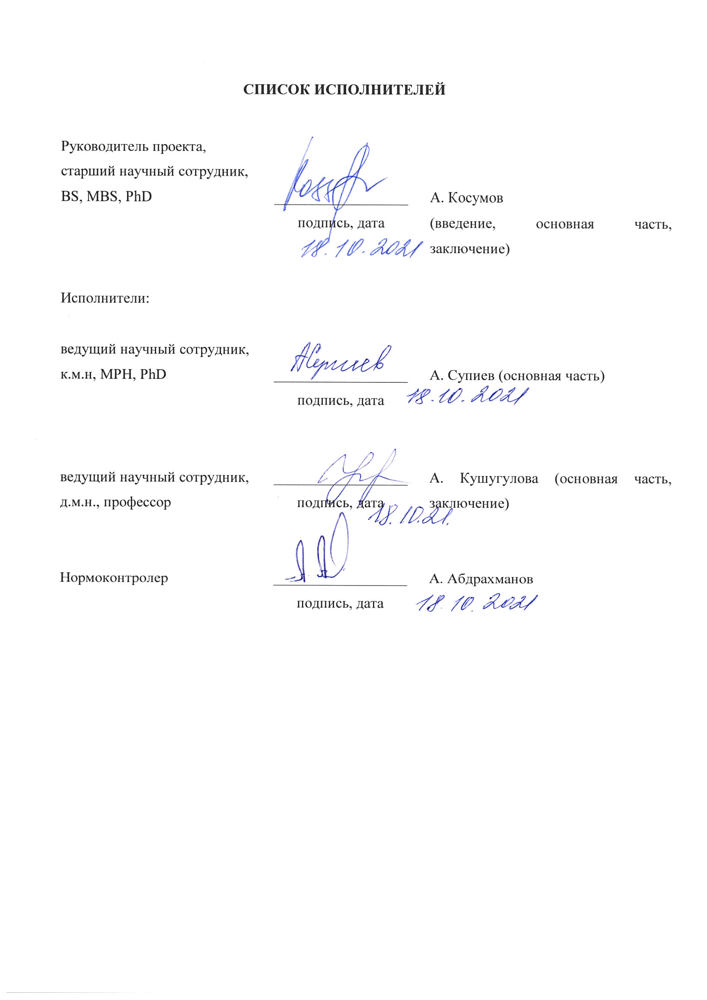 СПИСОК ИСПОЛНИТЕЛЕЙ
Руководитель проекта,
старший научный сотрудник,
BS, MBS, PhD
А. Косумов
подпись, дата
(введение, основная часть,
18.10.2021
заключение)
Исполнители:
ведущий научный сотрудник,
к.м.н, MPH, PhD
А. Супиев (основная часть)
подпись, дата
18.10.2021
ведущий научный сотрудник,
А. Кушугулова (основная часть,
д.м.н., профессор
подпись, дата
заключение)
18.10.21.
Нормоконтролер
А. Абдрахманов
подпись, дата
18.10.2021